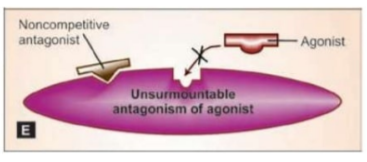 Noncompetitive
antagonist
Agonist
Unsurmountable
antagonism of agonist
E